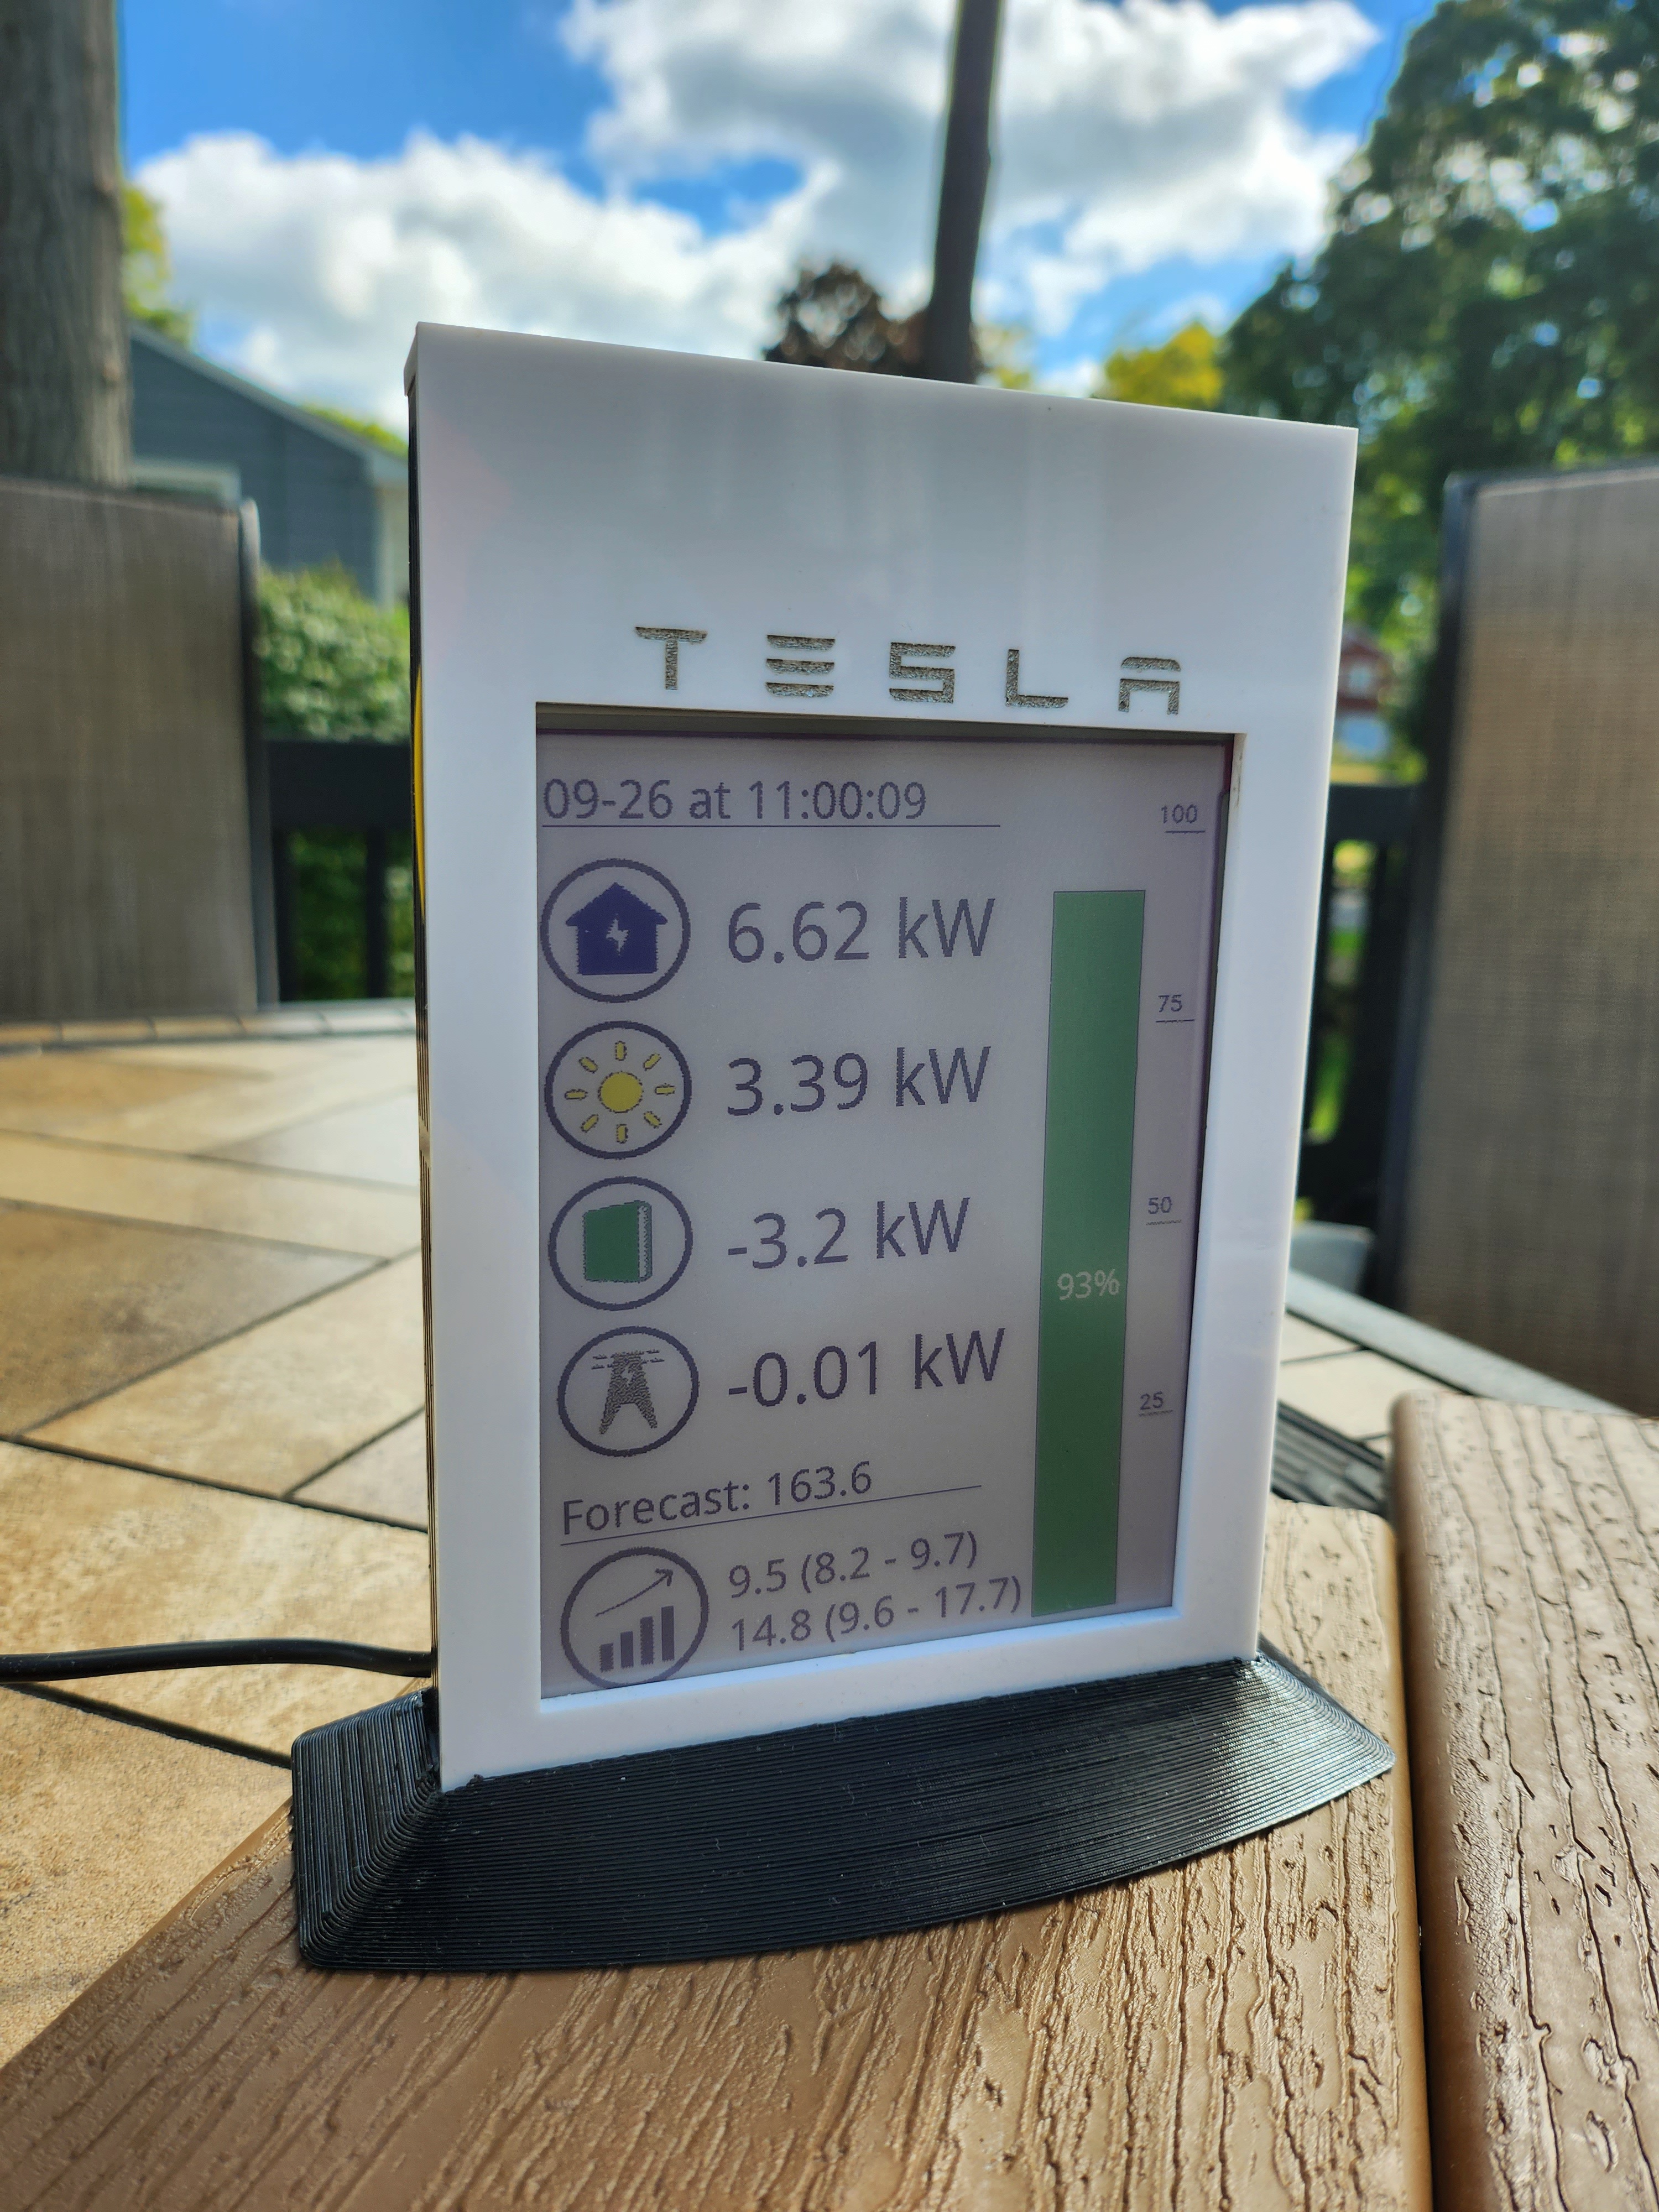 TESLA
09-26 at 11:00:09
100
6.62 kW
75
3.39 kW
50
-3.2 kW
93%
-0.01 kW
25
Forecast: 163.6
9.5 (8.2 - 9.7)
14.8 (9.6 - 17.7)